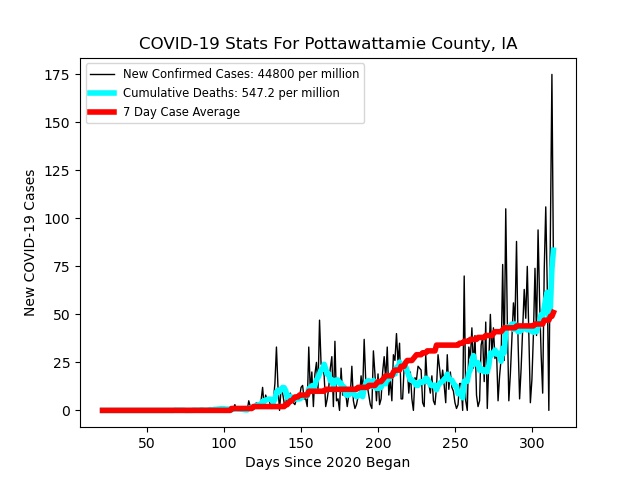 COVID-19 Stats For Pottawattamie County, IA
New Confirmed Cases: 44800 per million
Cumulative Deaths: 547.2 per million
7 Day Case Average
175
150
125
100
75
50
25
0
New COVID-19 Cases
50 100 150 200 250 300
Days Since 2020 Began